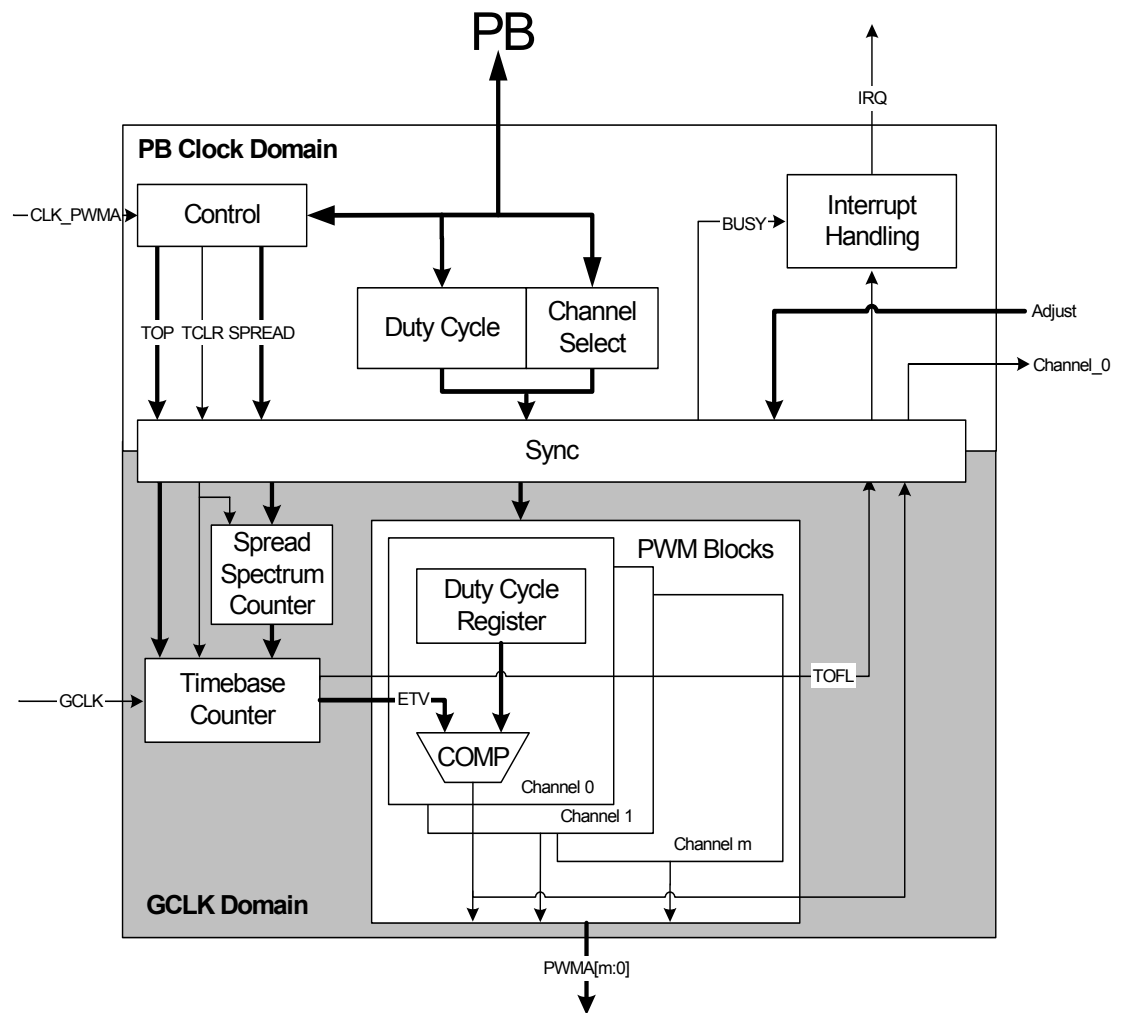 PB
IRQ
PB Clock Domain
CLK_PWMA
Control
BUSY
Interrupt
Handling
TOP
TCLR
SPREAD
Duty Cycle
Channel
Select
Adjust
Channel_0
Sync
Spread
Spectrum
Counter
PWM Blocks
Duty Cycle
Register
GCLK
Timebase
Counter
ETV
TOFL
COMP
Channel 0
Channel 1
Channel m
GCLK Domain
PWMA[m:0]